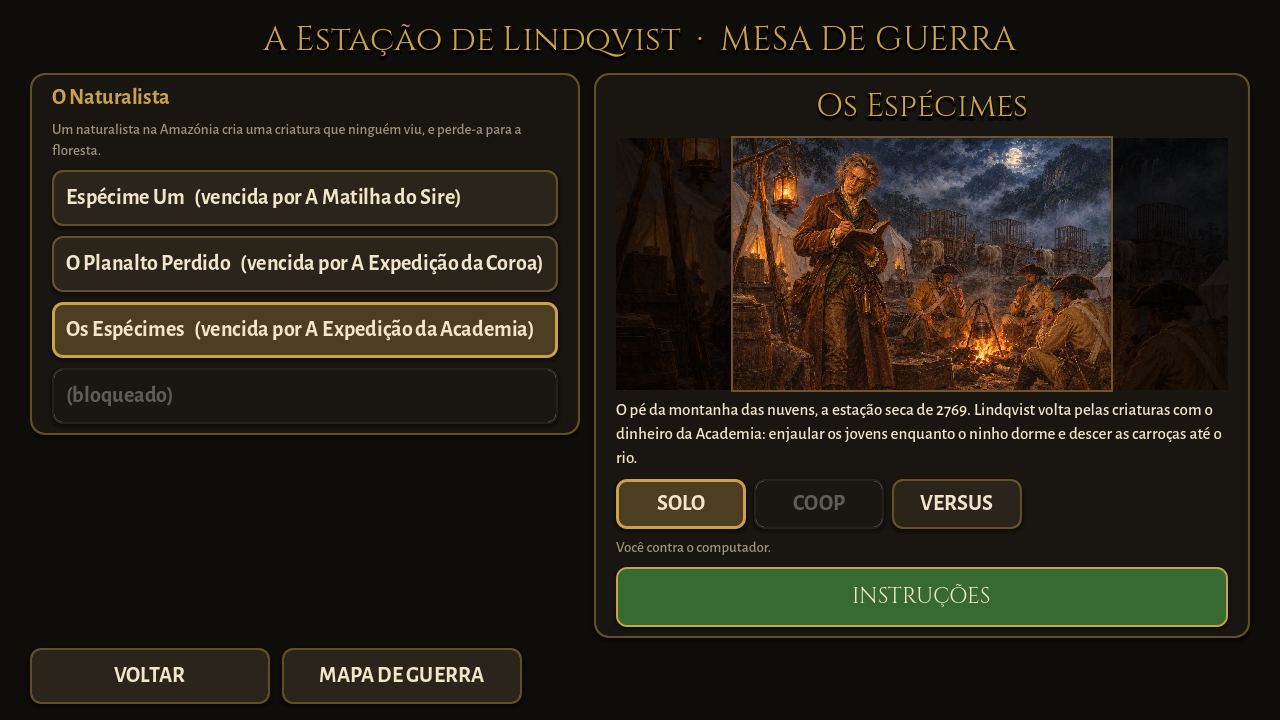 A Estação de Lindqvist · MESA DE GUERRA
O Naturalista
Um naturalista na Amazónia cria uma criatura que ninguém viu, e perde-a para a
floresta.
Espécime Um (vencida por A Matilha do Sire)
O Planalto Perdido (vencida por A Expedição da Coroa)
Os Espécimes (vencida por A Expedição da Academia)
(bloqueado)
Os Espécimes
O pé da montanha das nuvens, a estação seca de 2769. Lindqvist volta pelas criaturas com o
dinheiro da Academia: enjaular os jovens enquanto o ninho dorme e descer as carroças até o
rio.
SOLO
COOP
VERSUS
Você contra o computador.
INSTRUÇÕES
VOLTAR
MAPA DE GUERRA